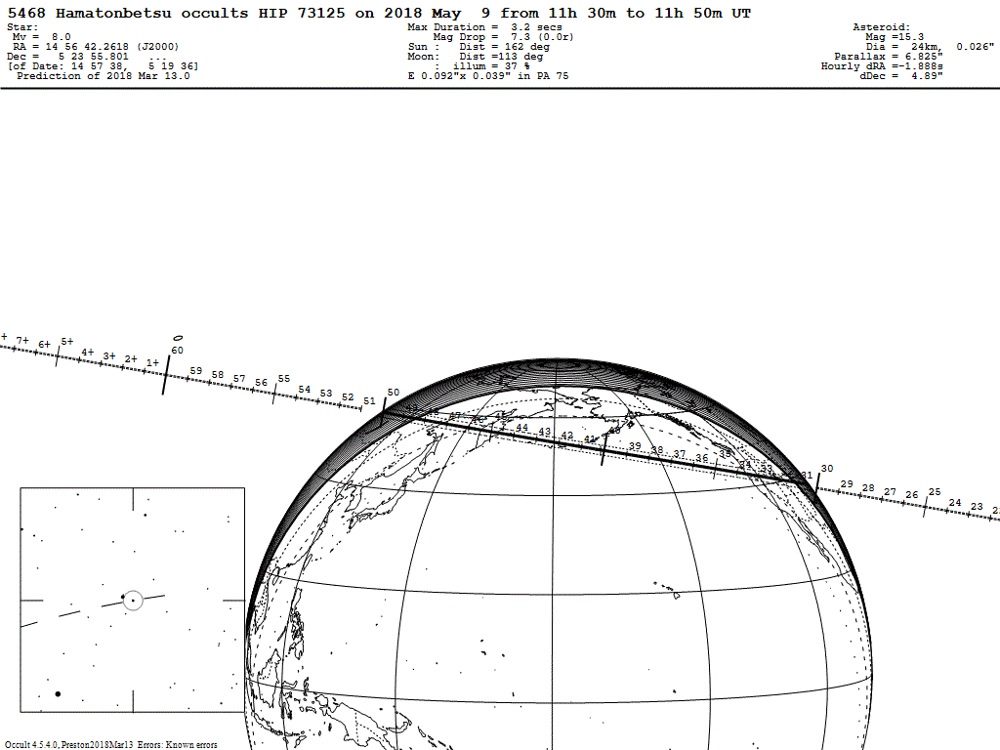 5468 Hamatonbetsu occults HIP 73125 on 2018 May  9 from 11h 30m to 11h 50m UT
Star:
Mv =  8.0
RA = 14 56 42.2618 (J2000)
Dec =   5 23 55.801   ...
[of Date: 14 57 38,   5 19 36]
Prediction of 2018 Mar 13.0
Max Duration =  3.2 secs
Mag Drop =  7.3 (0.0r)
Sun :   Dist = 162 deg
Moon:   Dist =113 deg
:  illum = 37 %
E 0.092"x 0.039" in PA 75
Asteroid:
Mag =15.3
Dia =  24km,  0.026"
Parallax = 6.825"
Hourly dRA =-1.888s
dDec =  4.89"
+ 7+ 6+ 5+ 4+ 3+ 2+ 1+ 60 59 58 57 56 55 54 53 52 51 50
47 44 43 42 41 40 39 38 37 36 35 34 33 31 30 29 28 27 26 25 24 23
Occult 4.5.4.0, Preston2018Mar13  Errors: Known errors